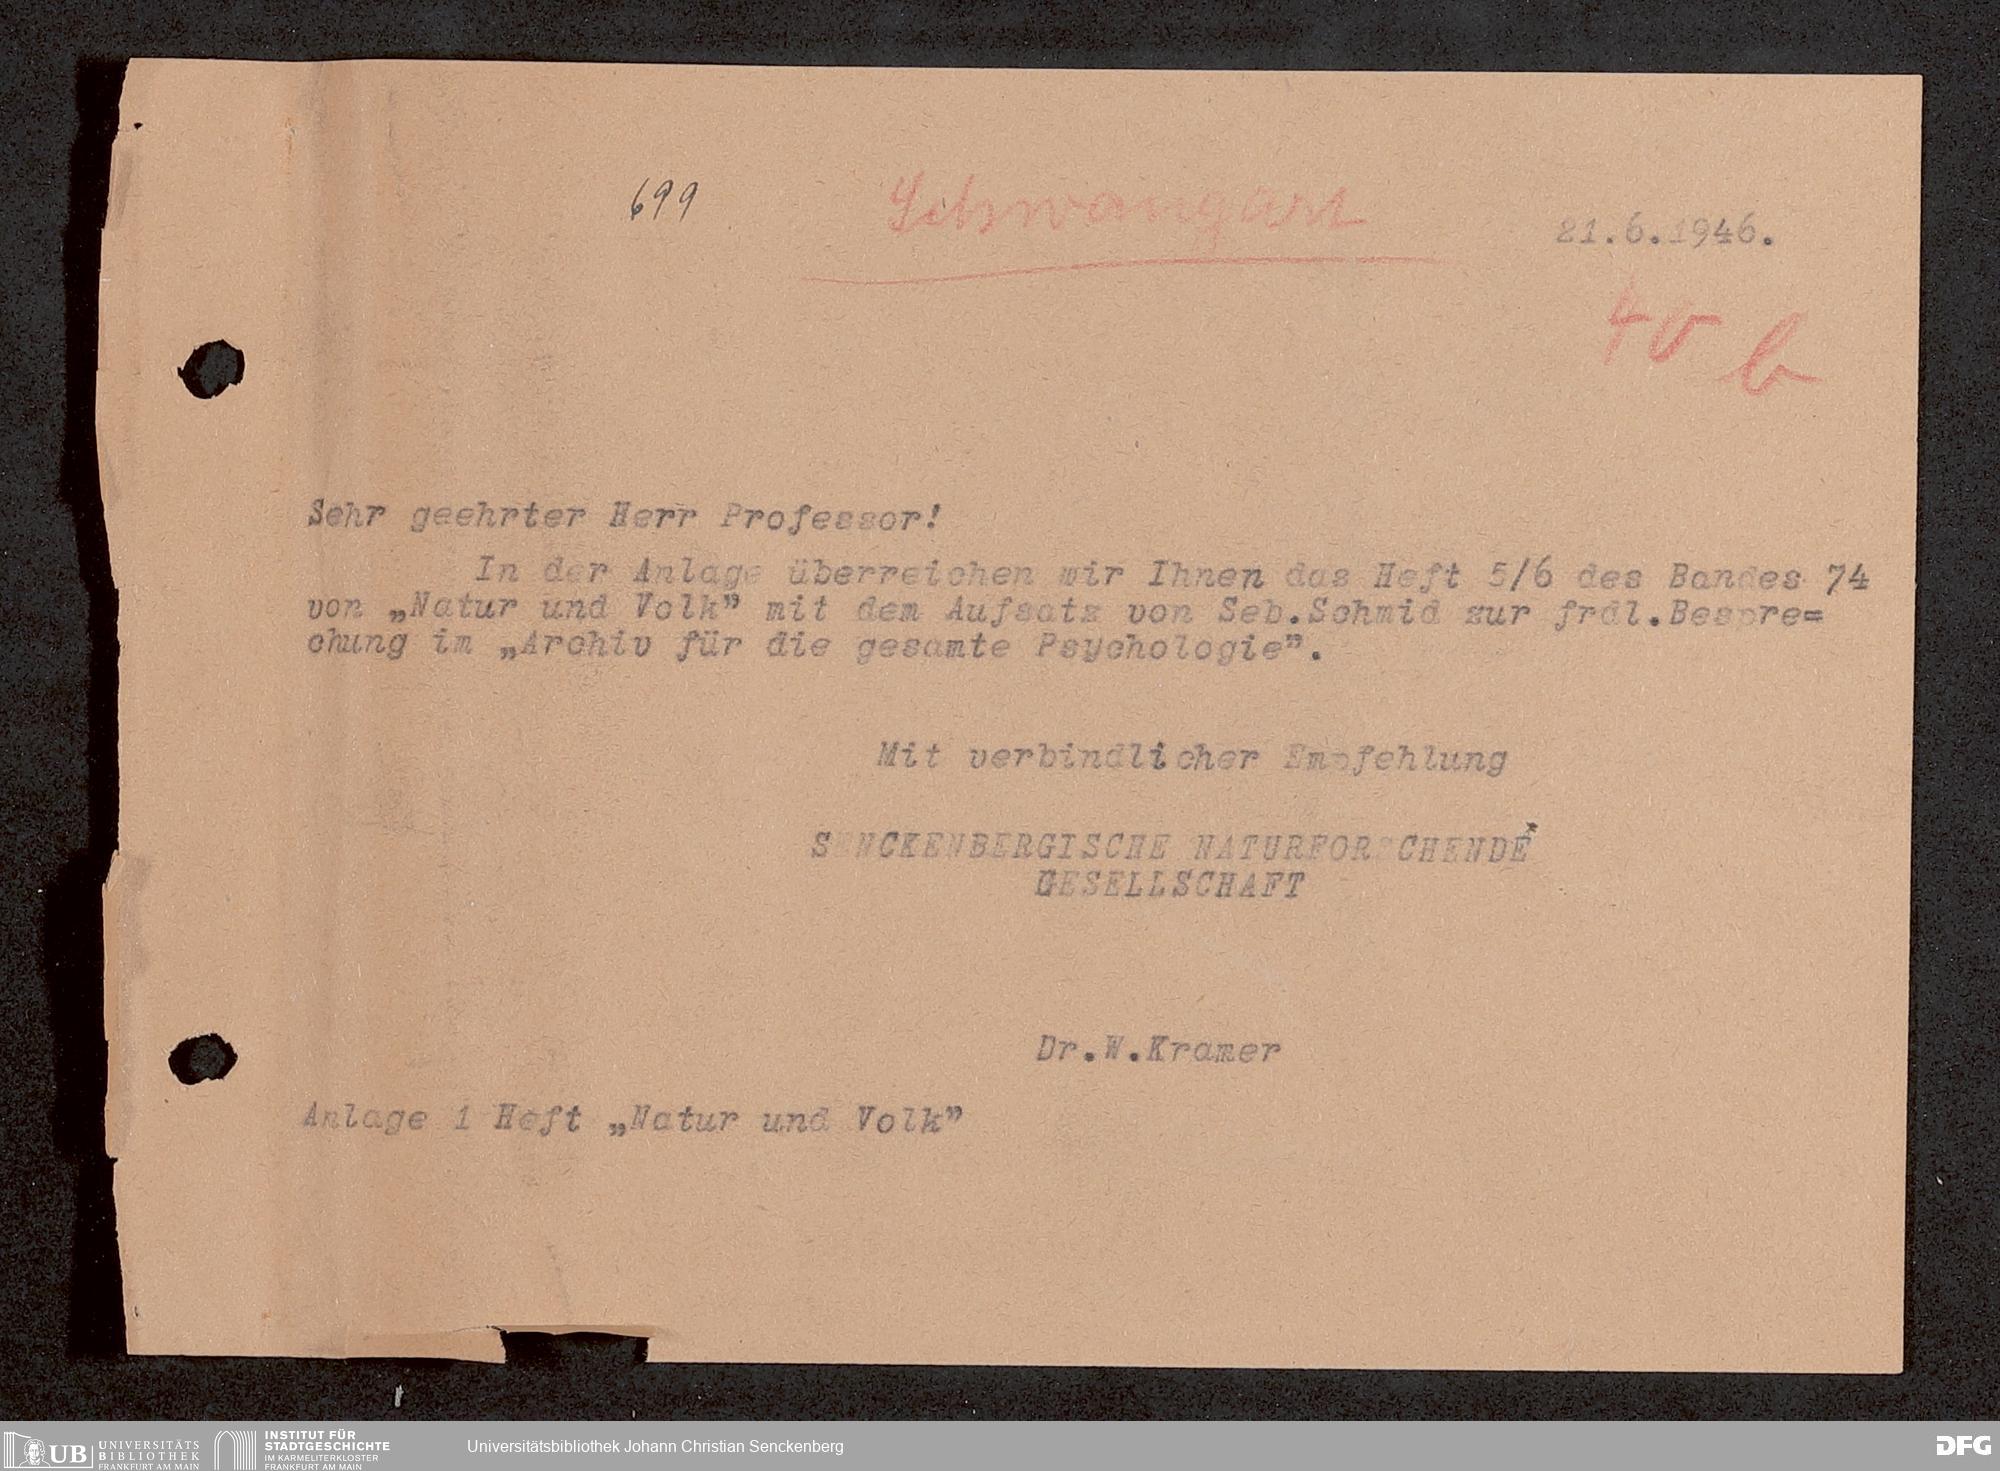 699
Schwangart
21.6.1946.
40 b
Sehr geehrter Herr Professor!
In der Anlage überreichen wir Ihnen das Heft 5/6 des Bandes 74
von „Natur und Volk” mit dem Aufsatz von Seb.Schmid zur frdl.Bespre=
chung im „Archiv für die gesamte Psychologie”.
Mit verbindlicher Empfehlung
SENCKENBERGISCHE NATURFORSCHENDE
GESELLSCHAFT
Dr.W.Kramer
Anlage 1 Heft „Natur und Volk”
UB UNIVERSITÄTS
BIBLIOTHEK
FRANKFURT AM MAIN
INSTITUT FÜR
STADTGESCHICHTE
IM KARMELITERKLOSTER
FRANKFURT AM MAIN
Universitätsbibliothek Johann Christian Senckenberg
DFG